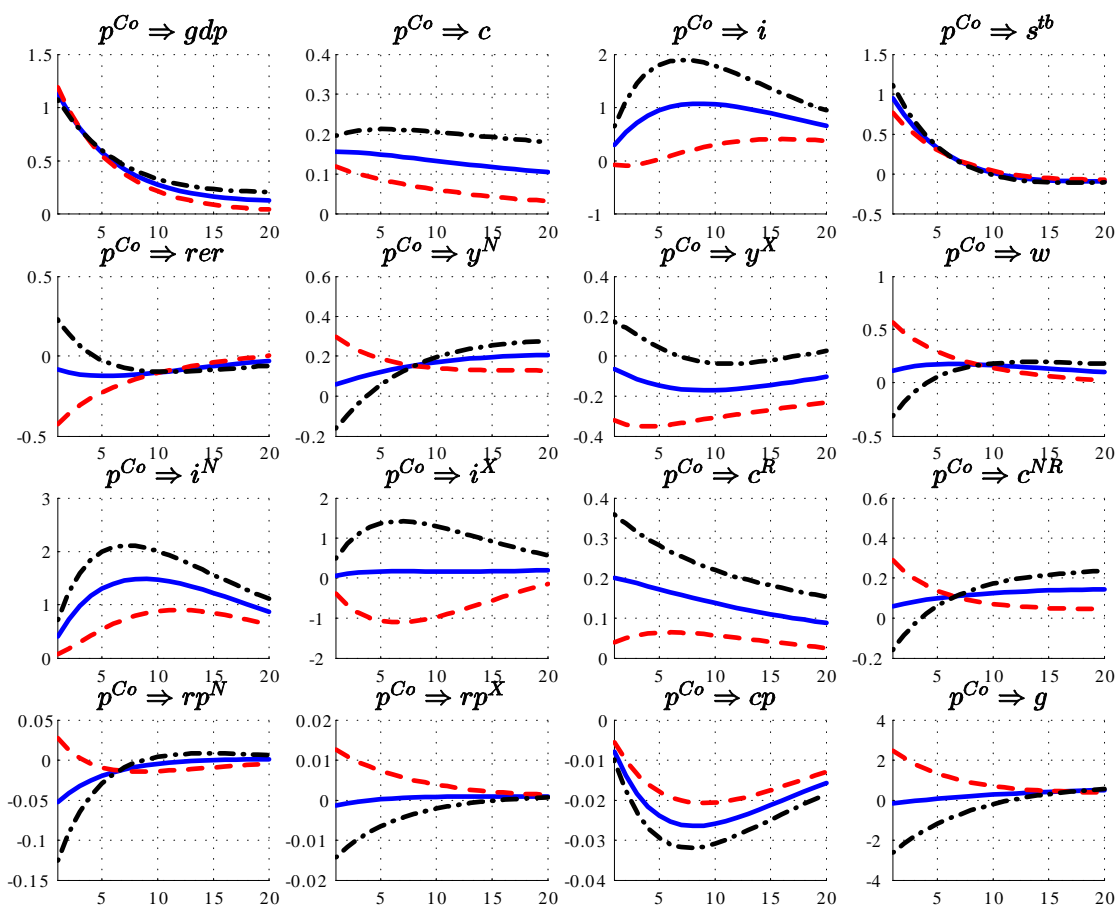 p^{Co} ⇒ gdp p^{Co} ⇒ c p^{Co} ⇒ i p^{Co} ⇒ s^{tb}
1.5 0.4 2 1.5
1 0.3 1 1
0.5 0.2 0 0.5
0.1 0
0 0 -1 -0.5
5 10 15 20 5 10 15 20 5 10 15 20 5 10 15 20
p^{Co} ⇒ rer p^{Co} ⇒ y^N p^{Co} ⇒ y^X p^{Co} ⇒ w
0.5 0.6 0.4 1
0.4 0.2 0.5
0 0.2 0
0 -0.2 0
-0.5 -0.2 -0.4 -0.5
5 10 15 20 5 10 15 20 5 10 15 20 5 10 15 20
p^{Co} ⇒ i^N p^{Co} ⇒ i^X p^{Co} ⇒ c^R p^{Co} ⇒ c^{NR}
3 2 0.4 0.6
2 1 0.3 0.4
0 0.2 0.2
1 -1 0.1 0
0 -2 0 -0.2
5 10 15 20 5 10 15 20 5 10 15 20 5 10 15 20
p^{Co} ⇒ rp^N p^{Co} ⇒ rp^X p^{Co} ⇒ cp p^{Co} ⇒ g
0.05 0.02 0 4
0 0.01 -0.01 2
-0.05 0 -0.02 0
-0.1 -0.01 -0.03 -2
-0.15 -0.02 -0.04 -4
5 10 15 20 5 10 15 20 5 10 15 20 5 10 15 20